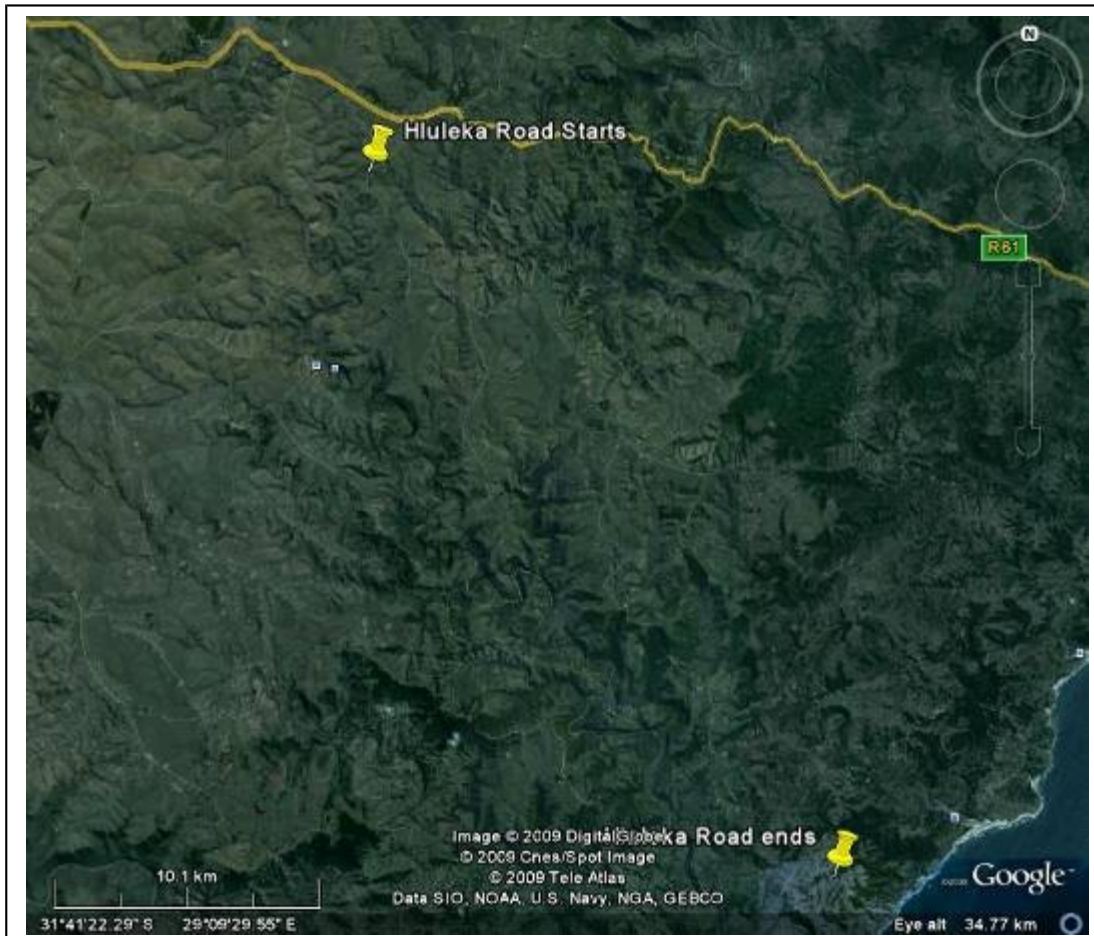 N
Hluleka Road Starts
R61
Road ends
Image © 2009 DigitalGlobe
© 2009 Cnes/Spot Image
© 2009 Tele Atlas
Data SIO, NOAA, U.S. Navy, NGA, GEBCO
10.1 km
Google
31°41'22.29" S 29°09'29.55" E
Eye alt 34.77 km